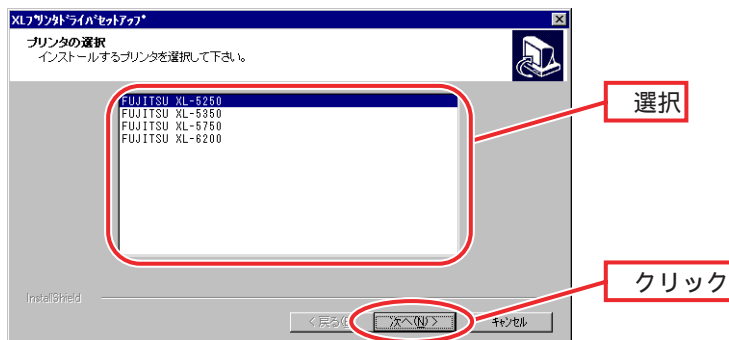 XLプリンタドライバセットアップ
プリンタの選択
インストールするプリンタを選択して下さい。
FUJITSU XL-5250
FUJITSU XL-5350
FUJITSU XL-5750
FUJITSU XL-6200
選択
クリック
InstallShield
< 戻る(B)
次へ(N) >
キャンセル